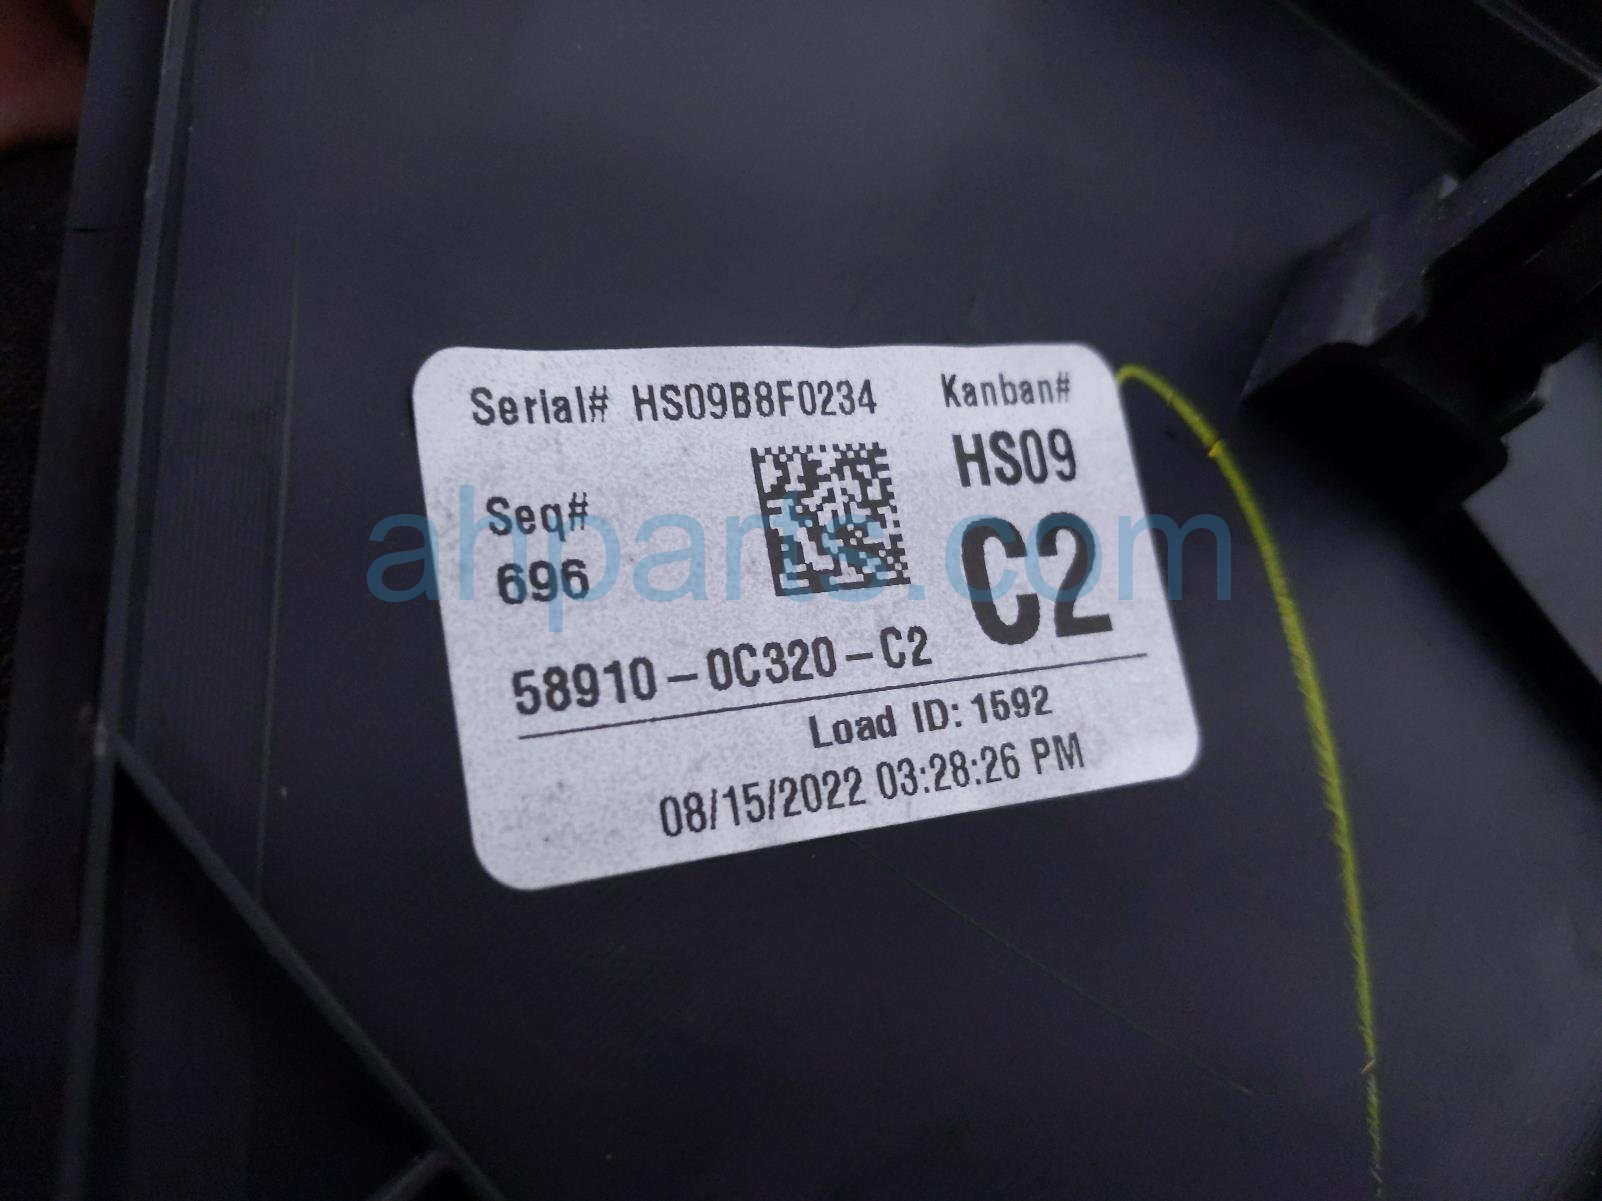 Serial# HS09B8F0234
Kanban#
HS09
Seq#
696
C2
58910-0C320-C2
Load ID: 1692
08/15/2022 03:28:26 PM
ahparts.com